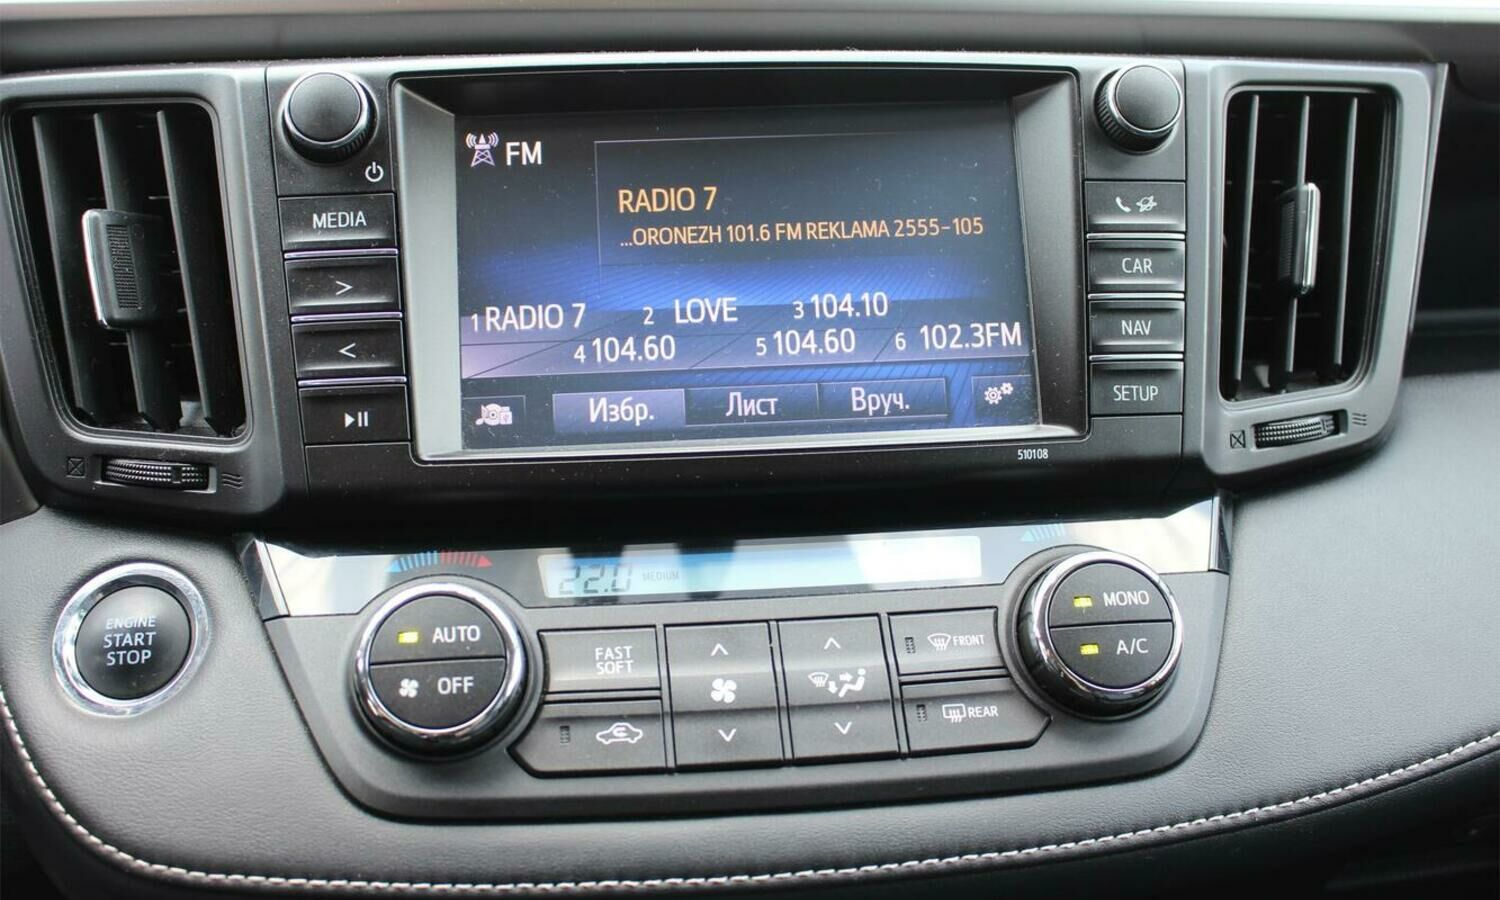 FM
RADIO 7
...ORONEZH 101.6 FM REKLAMA 2555-105
1 RADIO 7 2 LOVE 3 104.10
4 104.60 5 104.60 6 102.3FM
Избр. Лист Вруч.
MEDIA
CAR
NAV
SETUP
510108
22.0 MEDIUM
ENGINE
START
STOP
AUTO
OFF
FAST
SOFT
FRONT
REAR
MONO
A/C